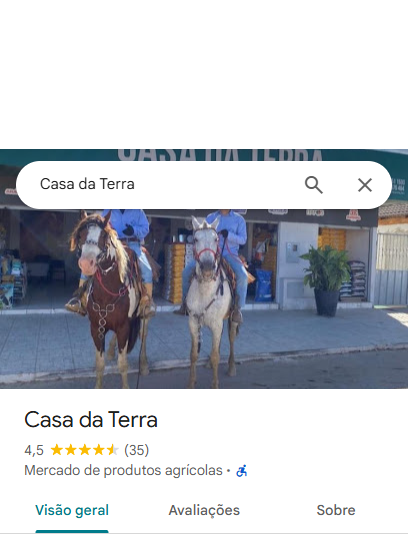 CASA DA TERRA
Casa da Terra
Casa da Terra
4,5 (35)
Mercado de produtos agrícolas ·
Visão geral
Avaliações
Sobre